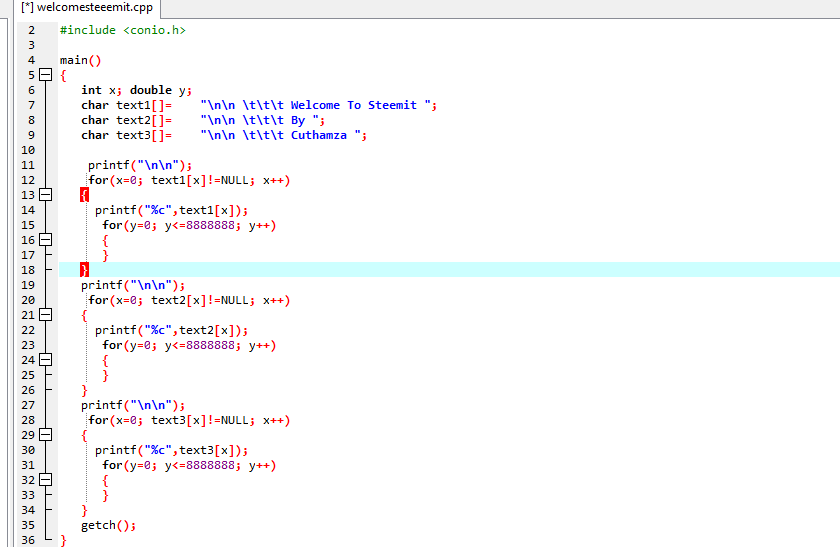 [*] welcomesteeemit.cpp
2 #include <conio.h>
3
4 main()
5 {
6 int x; double y;
7 char text1[]= "\n\n \t\t\t Welcome To Steemit ";
8 char text2[]= "\n\n \t\t\t By ";
9 char text3[]= "\n\n \t\t\t Cuthamza ";
10
11 printf("\n\n");
12 for(x=0; text1[x]!=NULL; x++)
13 {
14 printf("%c",text1[x]);
15 for(y=0; y<=8888888; y++)
16 {
17 }
18 }
19 printf("\n\n");
20 for(x=0; text2[x]!=NULL; x++)
21 {
22 printf("%c",text2[x]);
23 for(y=0; y<=8888888; y++)
24 {
25 }
26 }
27 printf("\n\n");
28 for(x=0; text3[x]!=NULL; x++)
29 {
30 printf("%c",text3[x]);
31 for(y=0; y<=8888888; y++)
32 {
33 }
34 }
35 getch();
36 }